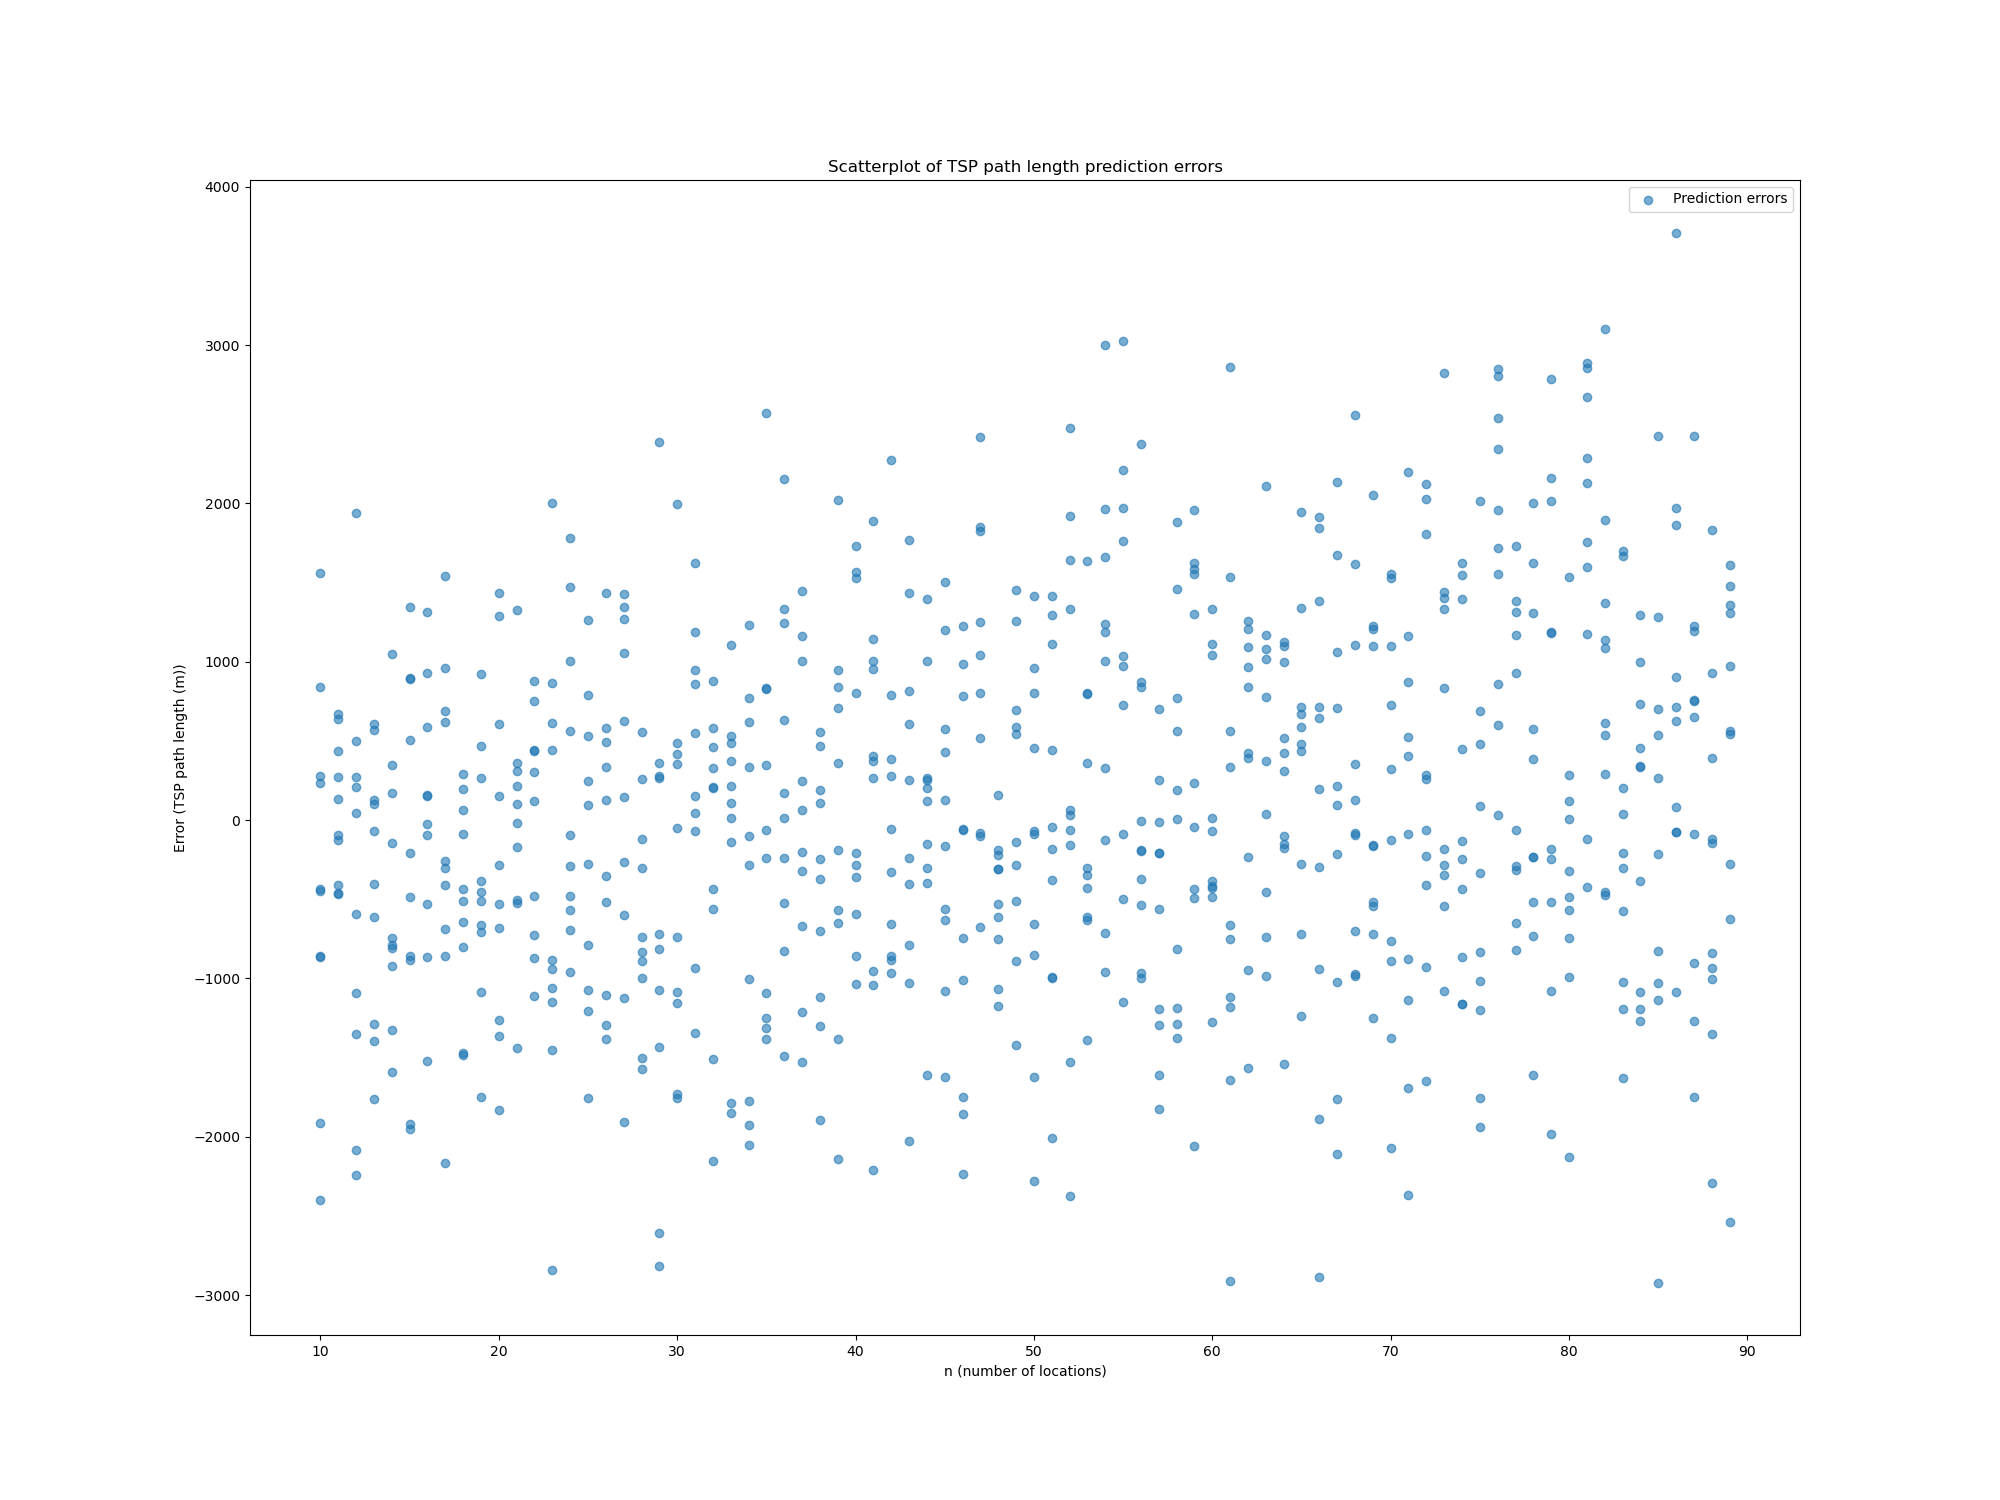 Scatterplot of TSP path length prediction errors
Prediction errors
4000
3000
2000
1000
0
−1000
−2000
−3000
Error (TSP path length (m))
10 20 30 40 50 60 70 80 90
n (number of locations)